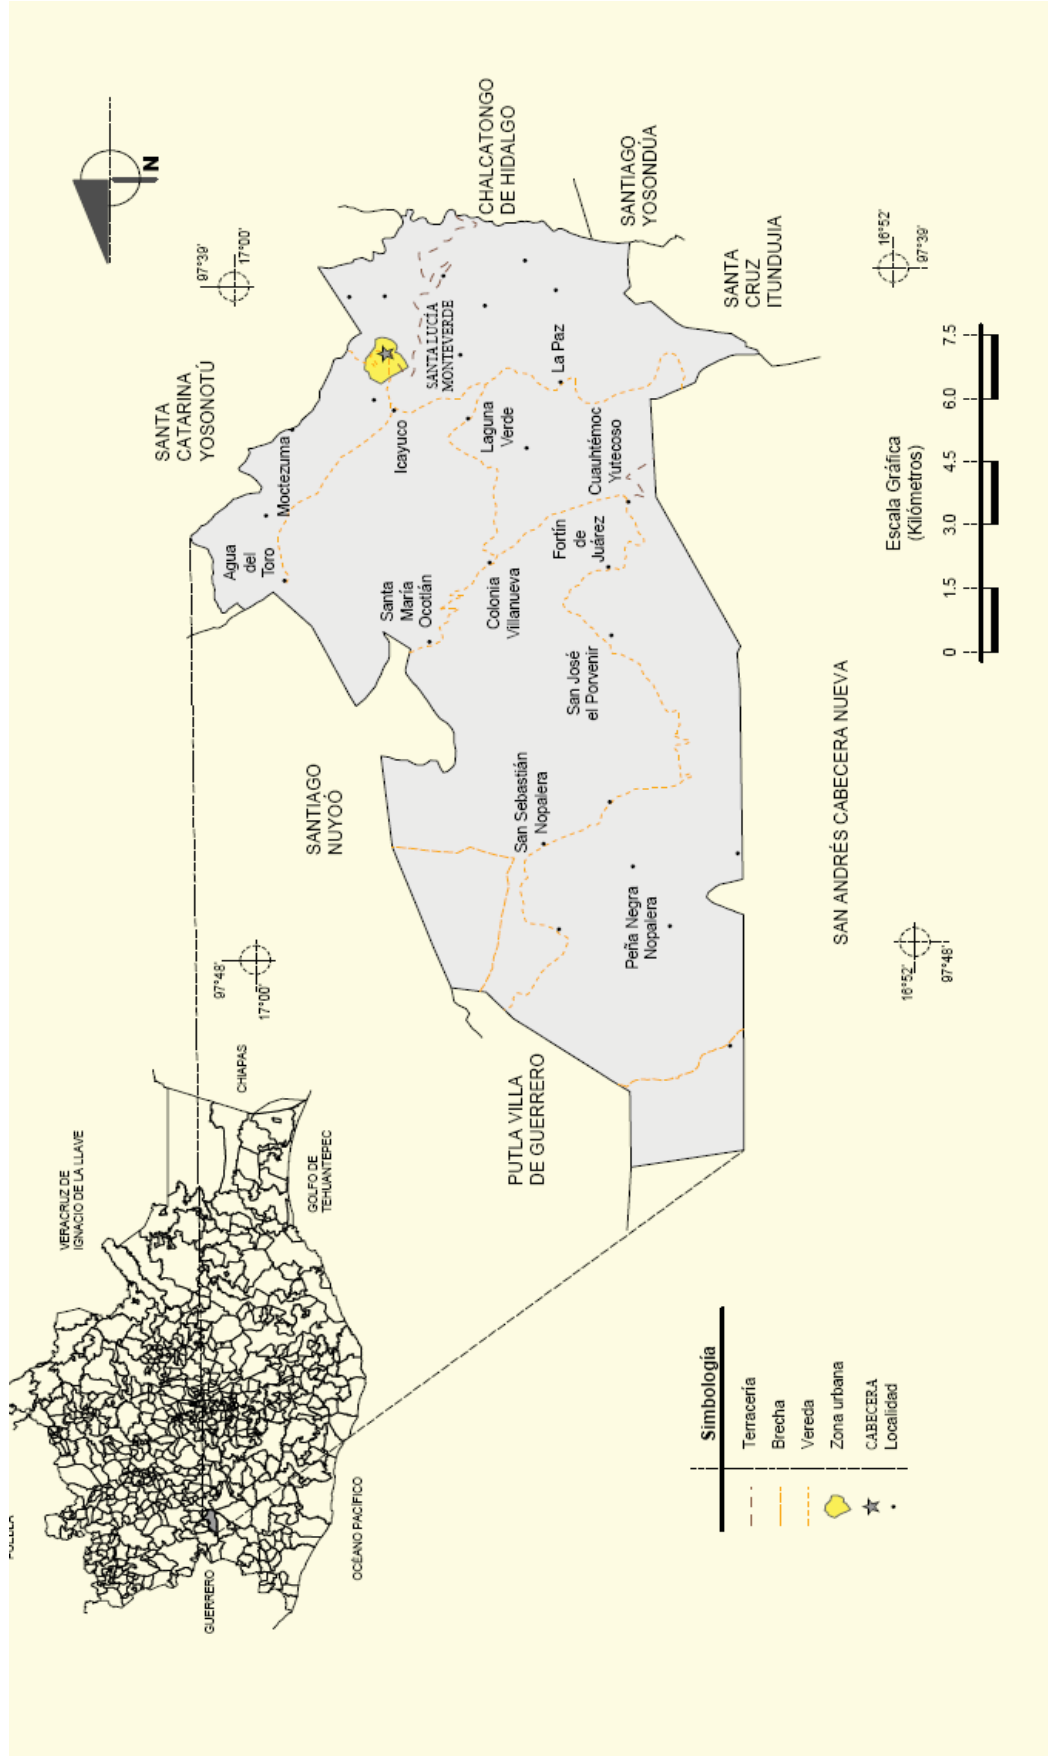 PUEBLA
VERACRUZ DE
IGNACIO DE LA LLAVE
CHIAPAS
GOLFO DE
TEHUANTEPEC
OCÉANO PACÍFICO
GUERRERO
N
97°48'
17°00'
97°39'
17°00'
SANTA
CATARINA
YOSONOTÚ
SANTIAGO
NUYOÓ
PUTLA VILLA
DE GUERRERO
CHALCATONGO
DE HIDALGO
SANTIAGO
YOSONDÚA
SANTA
CRUZ
ITUNDUJIA
SAN ANDRÉS CABECERA NUEVA
Agua
del
Toro
Moctezuma
Icayuco
SANTA LUCÍA
MONTEVERDE
Santa
María
Ocotlán
Colonia
Villanueva
Laguna
Verde
La Paz
Cuauhtémoc
Yutecoso
Fortín
de
Juárez
San José
el Porvenir
San Sebastián
Nopalera
Peña Negra
Nopalera
16°52'
97°48'
16°52'
97°39'
Simbología
Terracería
Brecha
Vereda
Zona urbana
CABECERA
Localidad
Escala Gráfica
(Kilómetros)
0 1.5 3.0 4.5 6.0 7.5